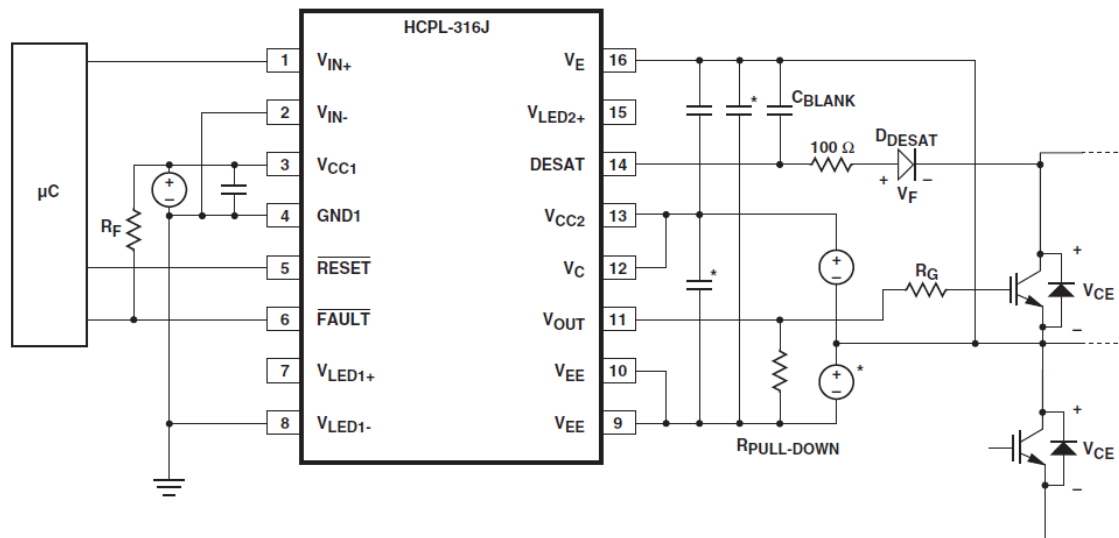 HCPL-316J
µC
1 V_IN+
2 V_IN-
3 V_CC1
4 GND1
5 R̅E̅S̅E̅T̅
6 F̅A̅U̅L̅T̅
7 V_LED1+
8 V_LED1-
V_E 16
V_LED2+ 15
DESAT 14
V_CC2 13
V_C 12
V_OUT 11
V_EE 10
V_EE 9
R_F
+
−
*
C_BLANK
100 Ω
D_DESAT
+ V_F −
*
+
−
R_G
+
−
*
R_PULL-DOWN
+
V_CE
−
+
V_CE
−